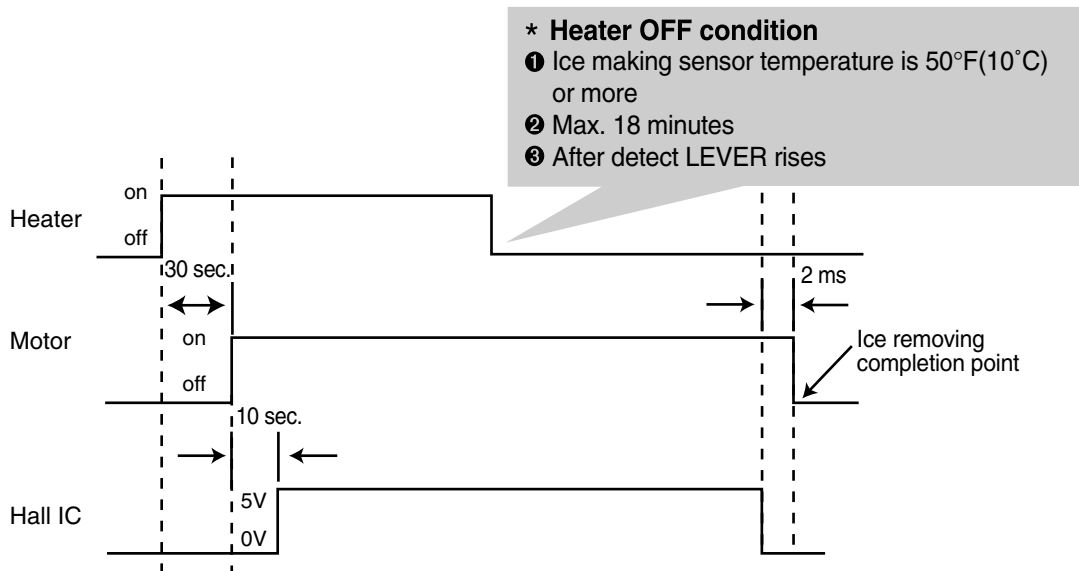 * Heater OFF condition
❶ Ice making sensor temperature is 50°F(10˚C)
or more
❷ Max. 18 minutes
❸ After detect LEVER rises
on
Heater
off
30 sec.
2 ms
Motor
on
off
Ice removing
completion point
10 sec.
5V
Hall IC
0V